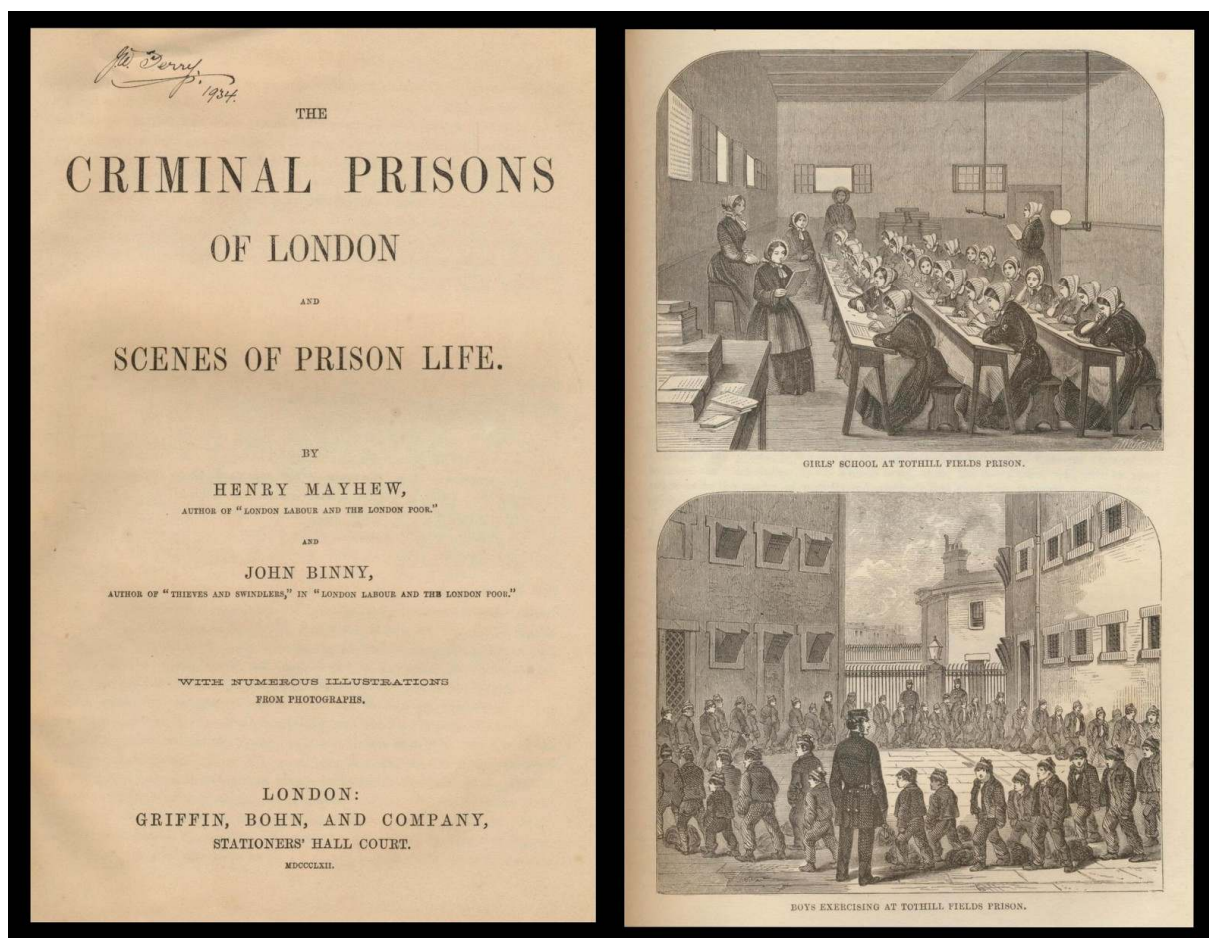 J.W. Perry.
1934.
THE
CRIMINAL PRISONS
OF LONDON
AND
SCENES OF PRISON LIFE.
BY
HENRY MAYHEW,
AUTHOR OF "LONDON LABOUR AND THE LONDON POOR."
AND
JOHN BINNY,
AUTHOR OF "THIEVES AND SWINDLERS," IN "LONDON LABOUR AND THE LONDON POOR."
WITH NUMEROUS ILLUSTRATIONS
FROM PHOTOGRAPHS.
LONDON:
GRIFFIN, BOHN, AND COMPANY,
STATIONERS' HALL COURT.
MDCCCLXII.
GIRLS' SCHOOL AT TOTHILL FIELDS PRISON.
BOYS EXERCISING AT TOTHILL FIELDS PRISON.